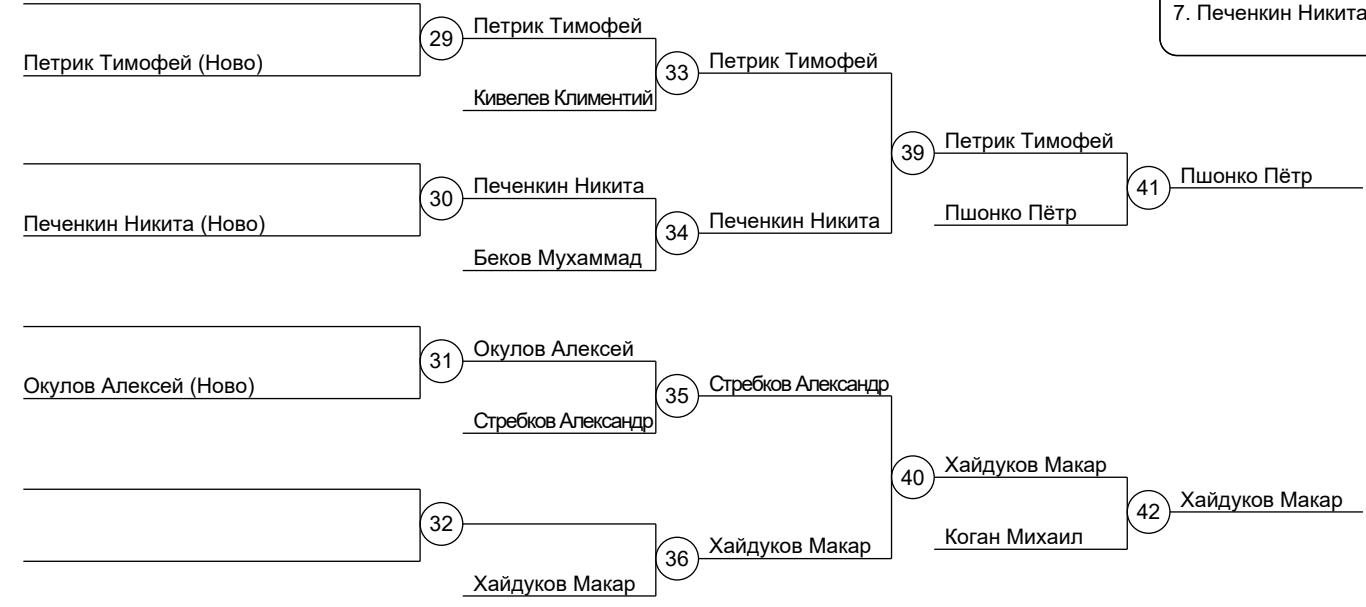 7. Печенкин Никита
29
Петрик Тимофей
Петрик Тимофей (Ново)
33
Петрик Тимофей
Кивелев Климентий
39
Петрик Тимофей
30
Печенкин Никита
Печенкин Никита (Ново)
34
Печенкин Никита
Беков Мухаммад
Пшонко Пётр
41
Пшонко Пётр
31
Окулов Алексей
Окулов Алексей (Ново)
35
Стребков Александр
Стребков Александр
40
Хайдуков Макар
32
36
Хайдуков Макар
Хайдуков Макар
Коган Михаил
42
Хайдуков Макар